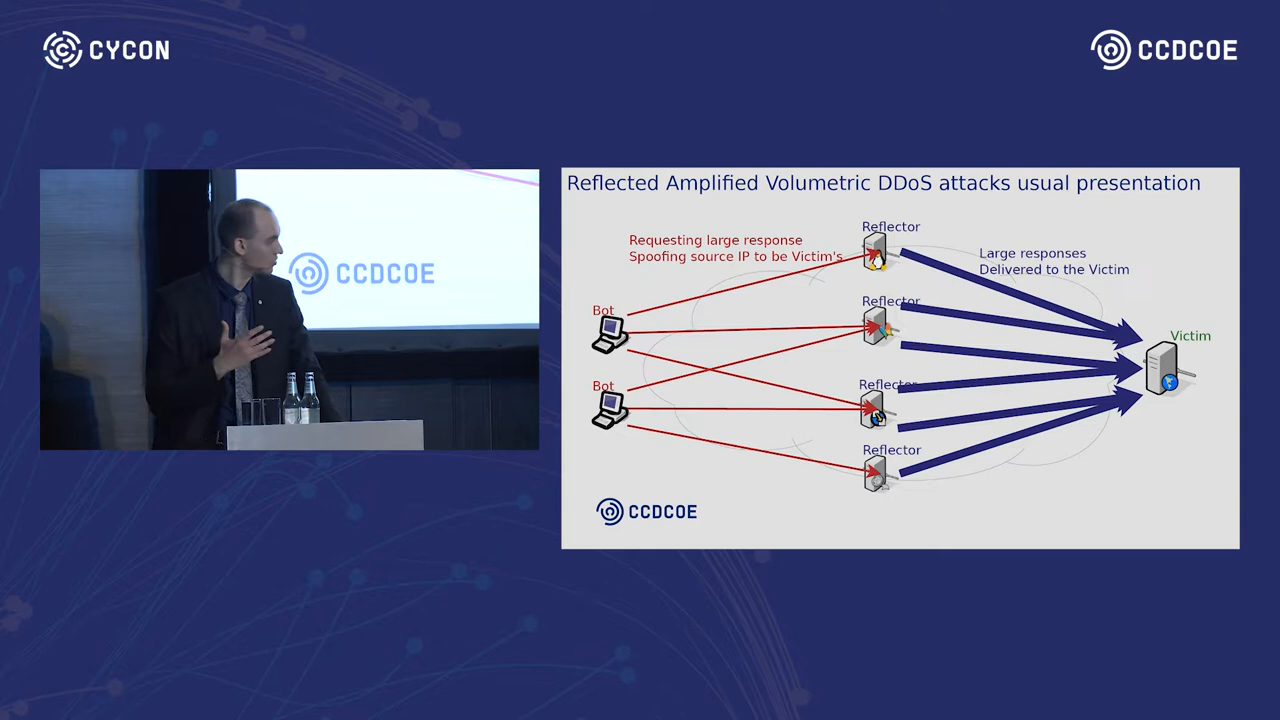 CYCON
CCDCOE
CCDCOE
Reflected Amplified Volumetric DDoS attacks usual presentation
Reflector
Requesting large response
Spoofing source IP to be Victim's
Large responses
Delivered to the Victim
Bot
Reflector
Victim
Bot
Reflector
Reflector
CCDCOE